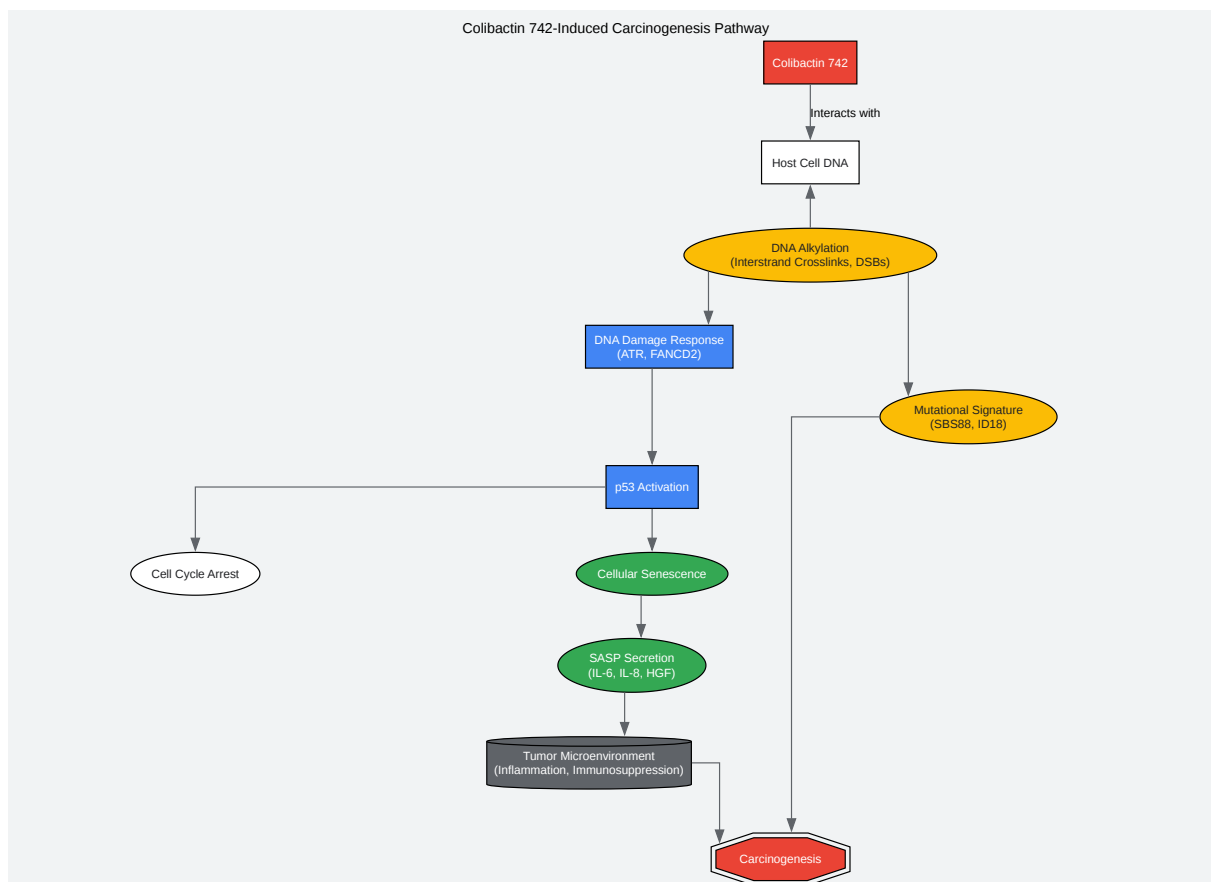 Colibactin 742-Induced Carcinogenesis Pathway
Colibactin 742
Interacts with
Host Cell DNA
DNA Alkylation
(Interstrand Crosslinks, DSBs)
DNA Damage Response
(ATR, FANCD2)
Mutational Signature
(SBS88, ID18)
p53 Activation
Cell Cycle Arrest
Cellular Senescence
SASP Secretion
(IL-6, IL-8, HGF)
Tumor Microenvironment
(Inflammation, Immunosuppression)
Carcinogenesis